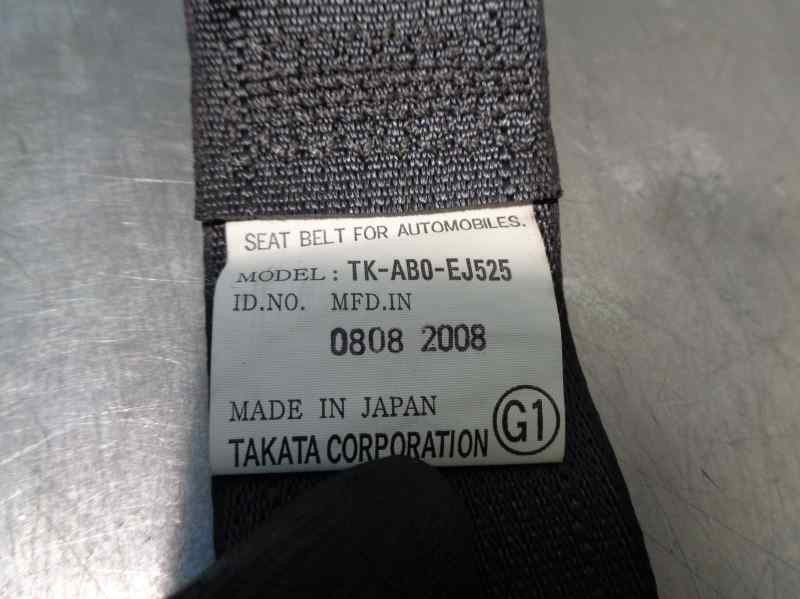 SEAT BELT FOR AUTOMOBILES.
MODEL: TK-AB0-EJ525
ID.NO. MFD.IN
0808 2008
MADE IN JAPAN G1
TAKATA CORPORATION